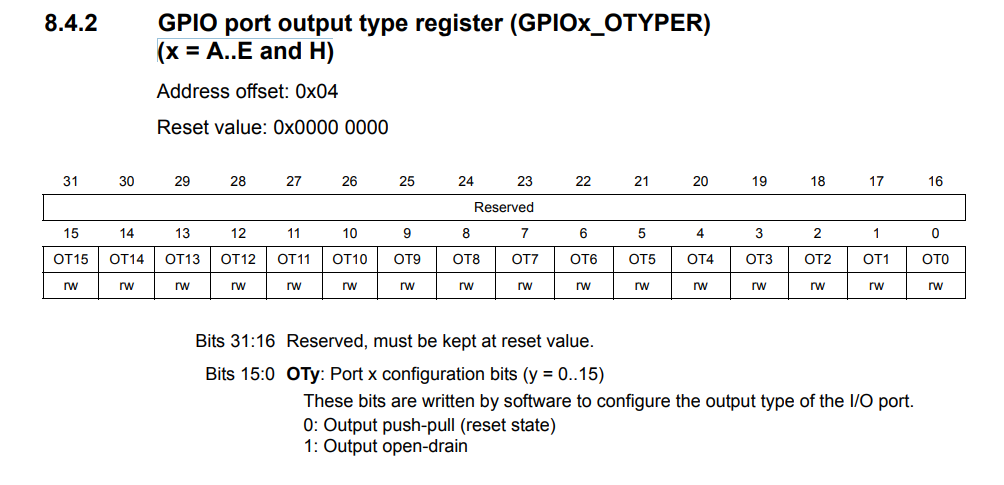 8.4.2 GPIO port output type register (GPIOx_OTYPER)
(x = A..E and H)
Address offset: 0x04
Reset value: 0x0000 0000
31 30 29 28 27 26 25 24 23 22 21 20 19 18 17 16
Reserved
15 14 13 12 11 10 9 8 7 6 5 4 3 2 1 0
OT15 OT14 OT13 OT12 OT11 OT10 OT9 OT8 OT7 OT6 OT5 OT4 OT3 OT2 OT1 OT0
rw rw rw rw rw rw rw rw rw rw rw rw rw rw rw rw
Bits 31:16 Reserved, must be kept at reset value.
Bits 15:0 OTy: Port x configuration bits (y = 0..15)
These bits are written by software to configure the output type of the I/O port.
0: Output push-pull (reset state)
1: Output open-drain